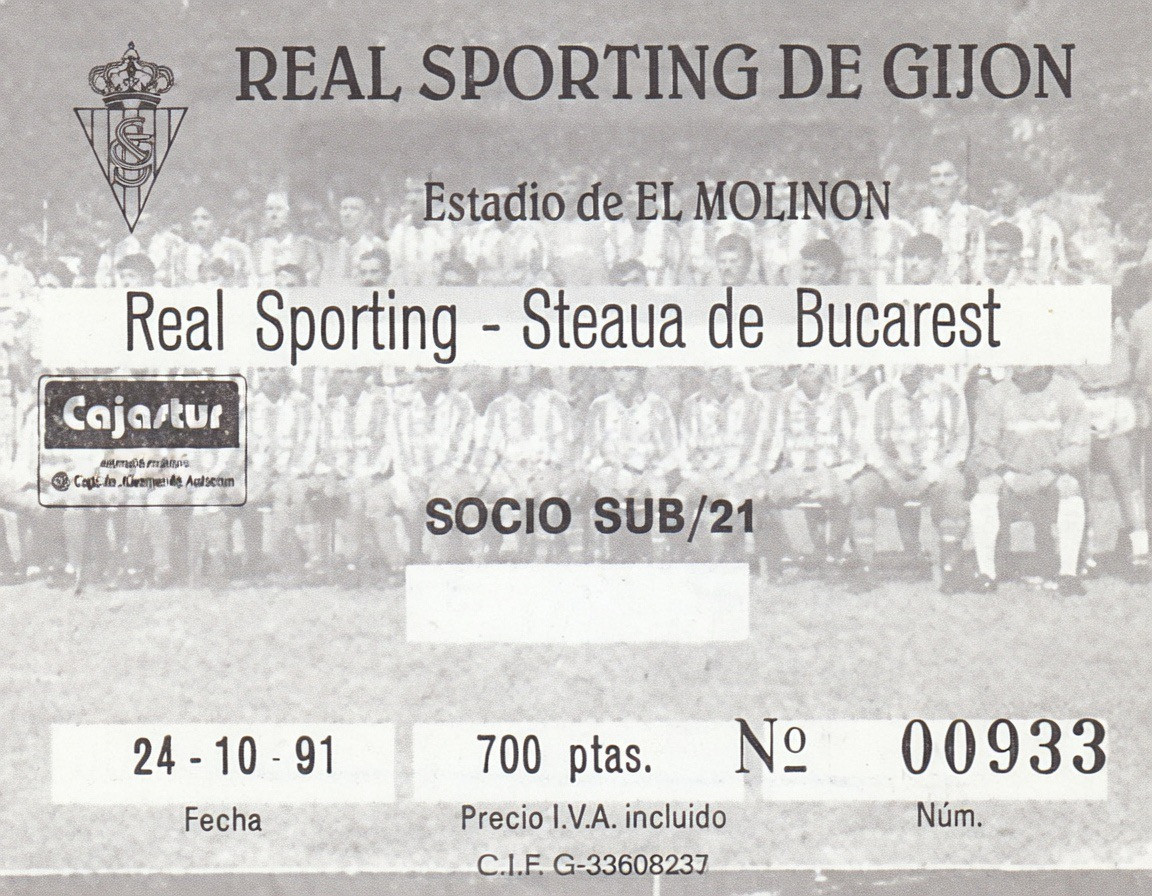 REAL SPORTING DE GIJON
Estadio de EL MOLINON
Real Sporting - Steaua de Bucarest
Cajastur
SOCIO SUB/21
24 - 10 - 91
700 ptas.
Nº 00933
Fecha
Precio I.V.A. incluido
Núm.
C.I.F. G-33608237